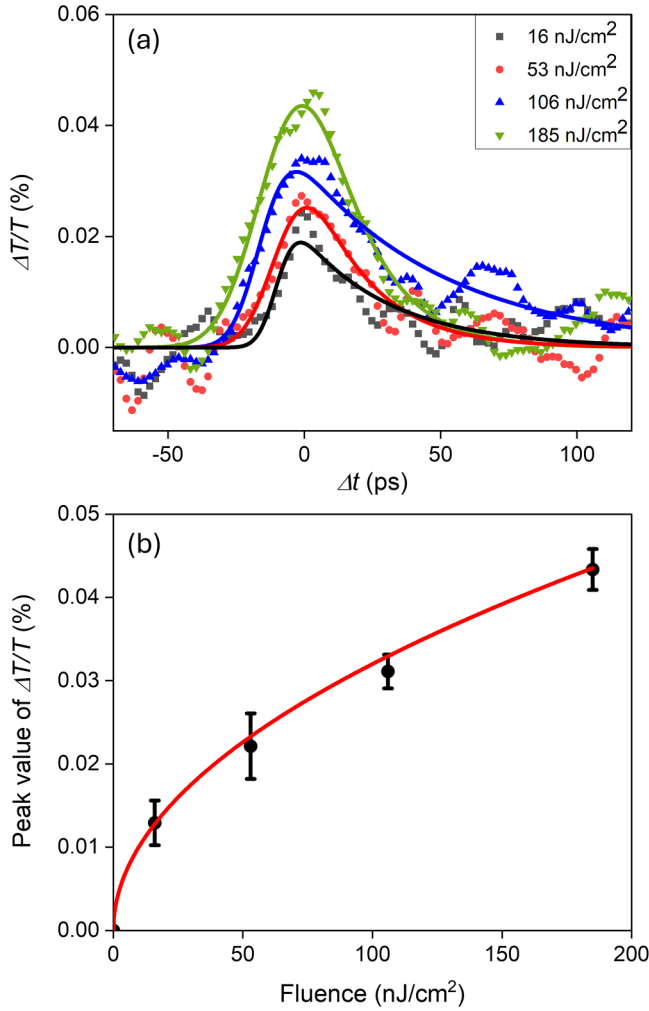 (a)
16 nJ/cm²
53 nJ/cm²
106 nJ/cm²
185 nJ/cm²
0.06
0.04
0.02
0.00
ΔT/T (%)
-50
0
50
100
Δt (ps)
(b)
0.05
0.04
0.03
0.02
0.01
0.00
Peak value of ΔT/T (%)
0
50
100
150
200
Fluence (nJ/cm²)